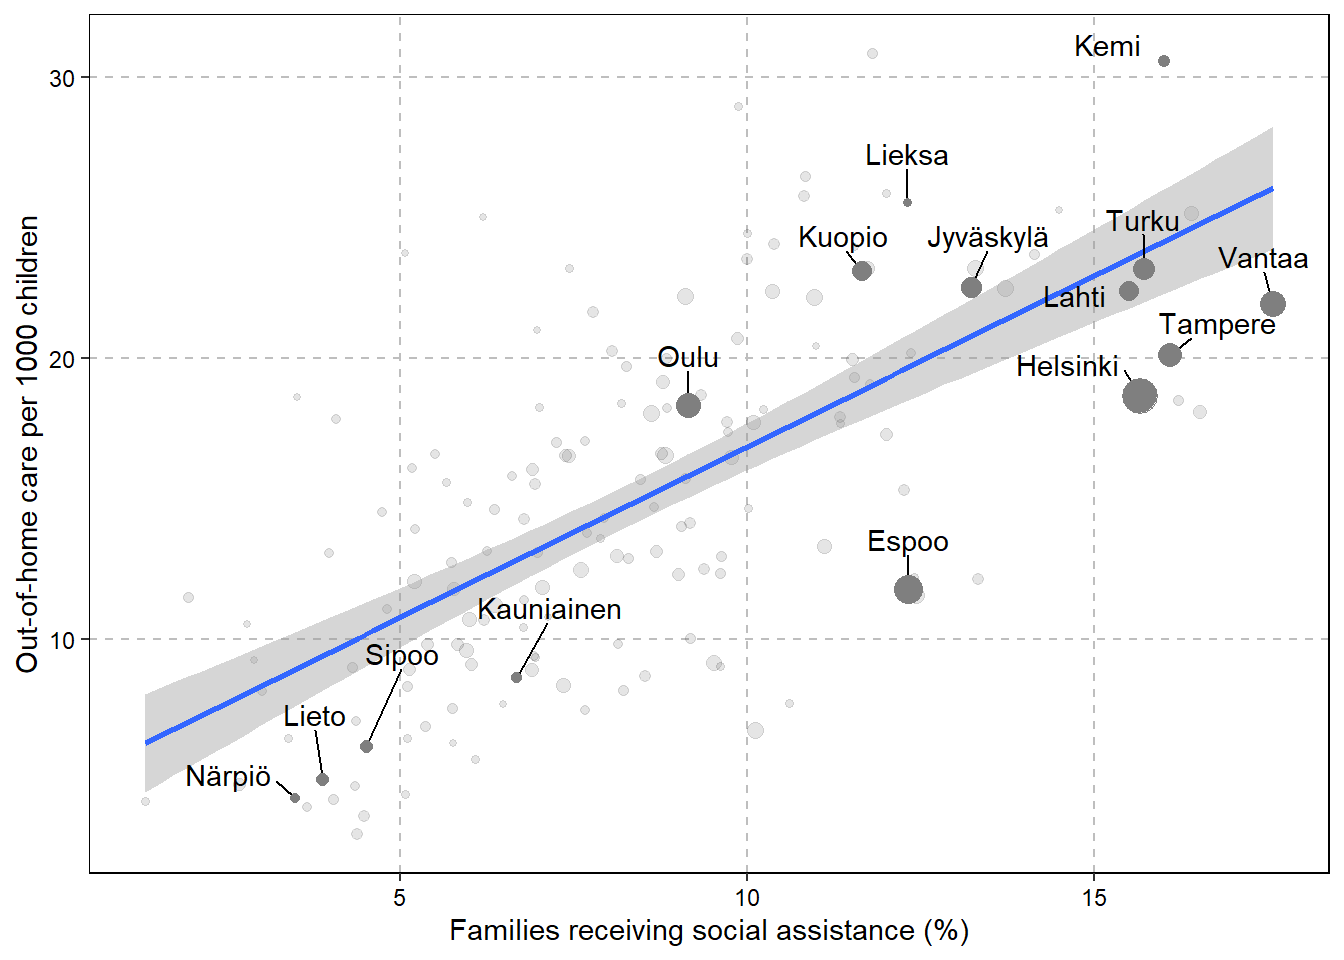 Kemi
30
Lieksa
Turku
Kuopio
Jyväskylä
Vantaa
Lahti
Tampere
20
Oulu
Helsinki
Espoo
Kauniainen
10
Sipoo
Lieto
Närpiö
5
10
15
Families receiving social assistance (%)
Out-of-home care per 1000 children